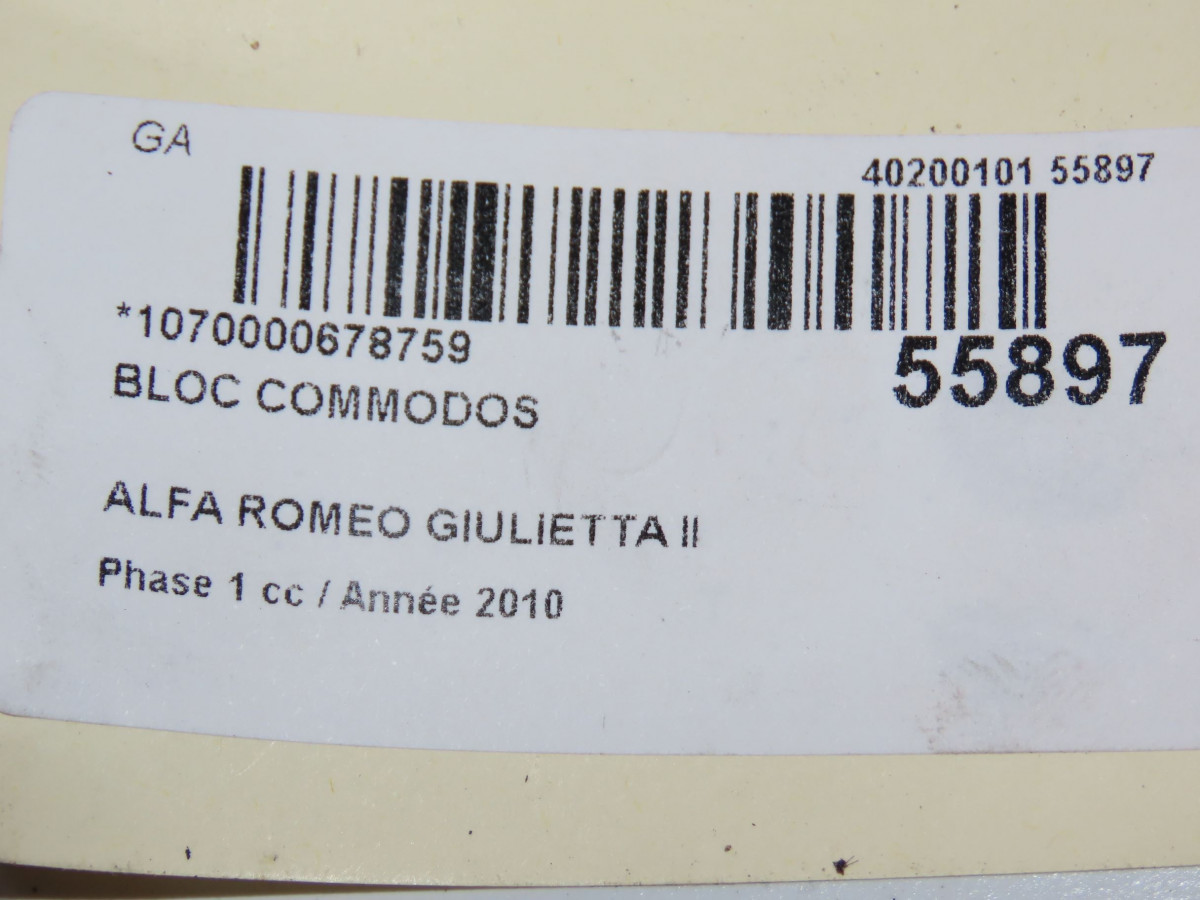 GA
40200101 55897
*1070000678759
55897
BLOC COMMODOS
ALFA ROMEO GIULIETTA II
Phase 1 cc / Année 2010